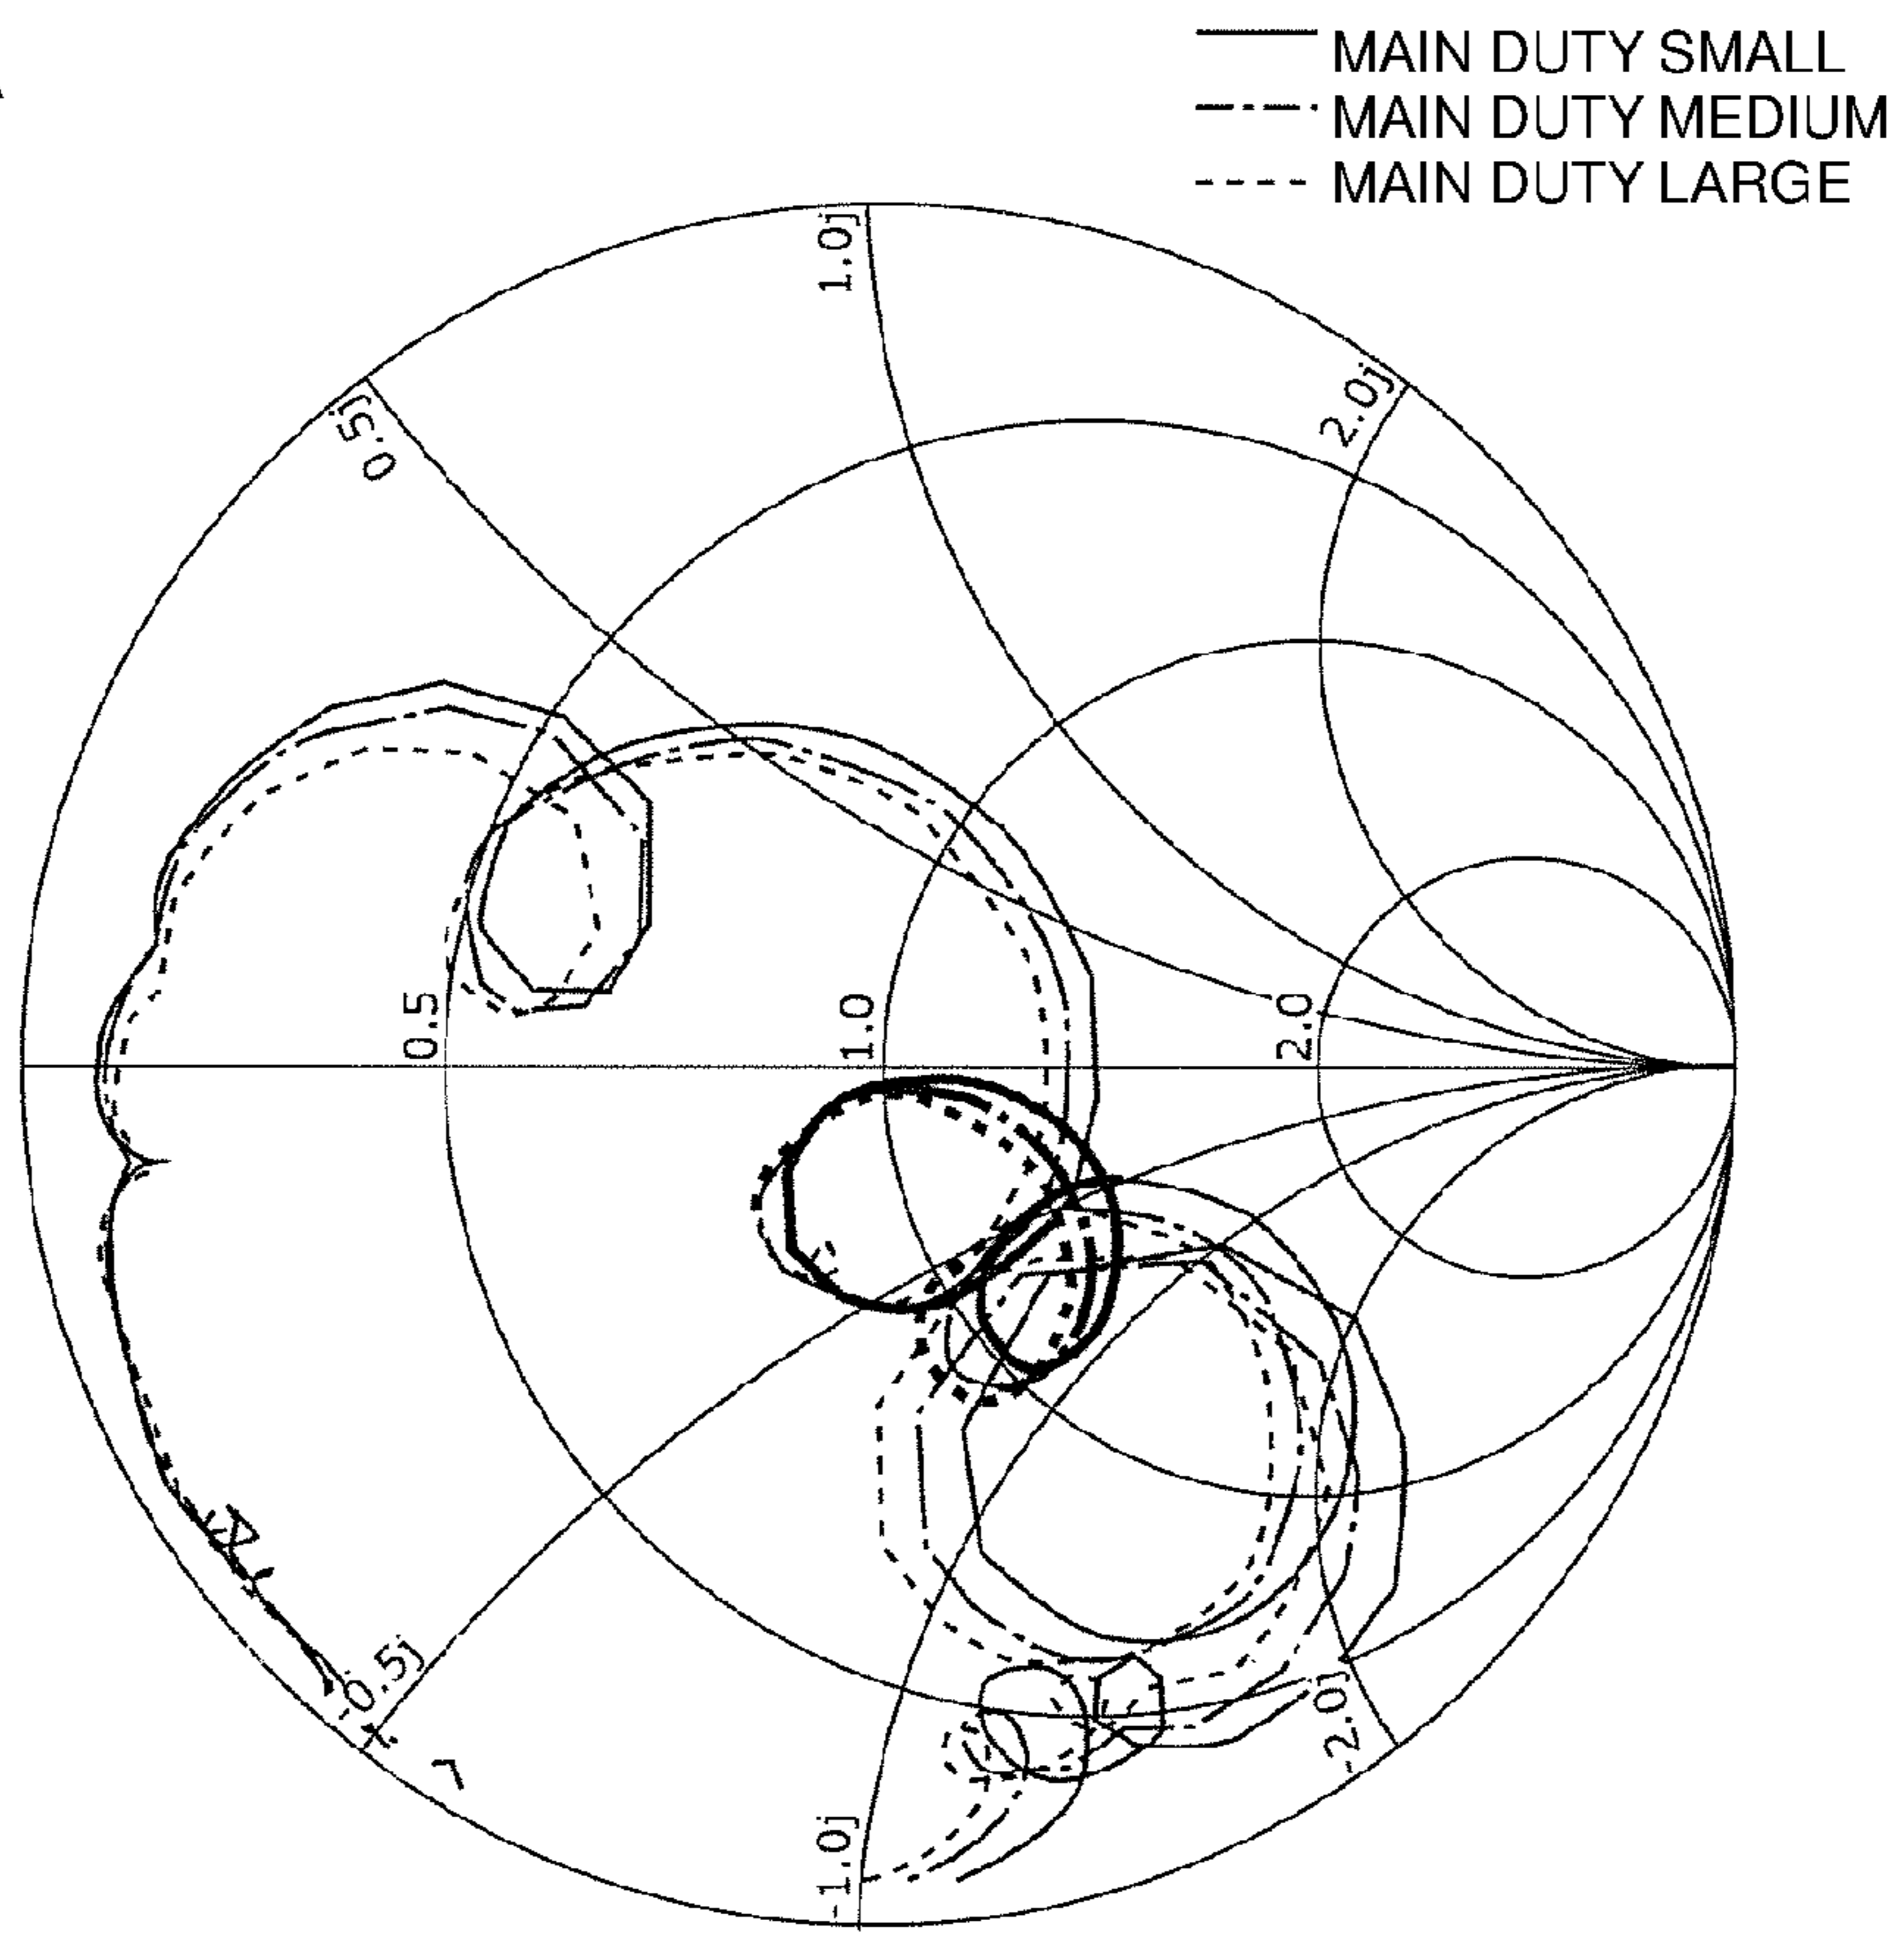 MAIN DUTY SMALL
MAIN DUTY MEDIUM
MAIN DUTY LARGE
1.0j
2.0j
0.5j
0.5
1.0
2.0
-0.5j
-2.0j
-1.0j